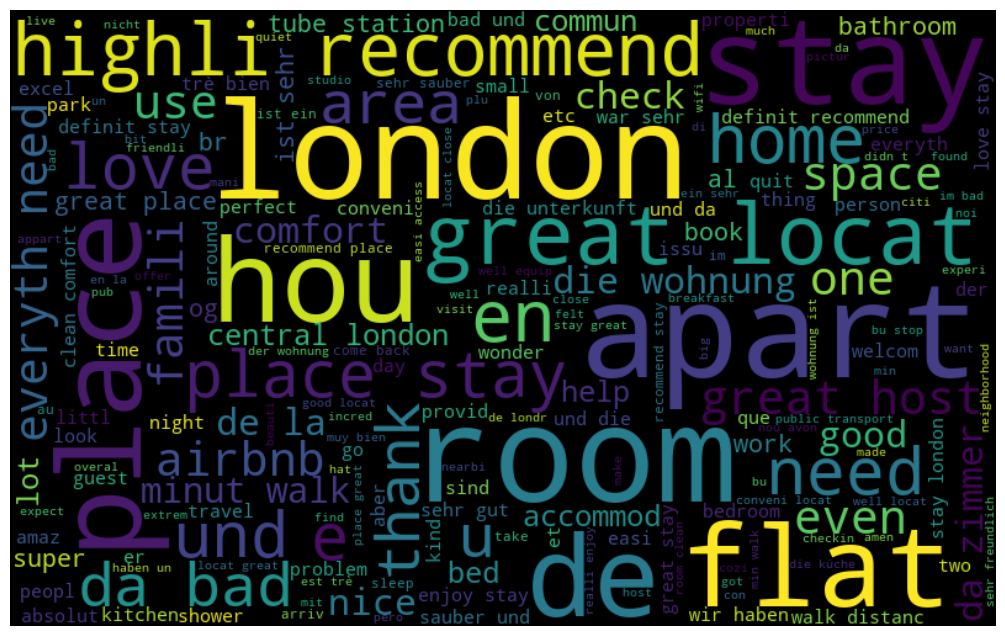 live
nicht
tube station
bad und
commun
properti
much
da
bathroom
highli recommend
stay
quiet
pictur
excel
très bien
studio
sehr sauber
plu
small
von
wifi
park
un
use
ist ein
area
check
home
definit stay
ist sehr
london
etc
war sehr
definit recommend
bit
friendli
br
di
price
everyth
love stay
bad
love
mani
locat close
ein sehr
al
quit
didn t
found
space
im bad
great place
perfect
conveni
die unterkunft
und da
thing
person
citi
noi
everyth need
place
famili
around
comfort
recommend place
easi access
great locat
book
issu
im
appart
clean comfort
en la
offer
hou
well equip
realli
die wohnung
one
experi
pub
og
well
en
close
breakfast
der
visit
felt
stay great
central london
time
der wohnung
come back
wonder
apart
wohnung ist
bu stop
want
welcom
min
neighborhood
au
day
place stay
help
recommend stay
big
great host
littl
look
beauti
good locat
incred
provid
de londr
und die
night
de la
muy bien
que
public transport
nou avon
made
go
thank
room
work
good
lot
overal
guest
airbnb
hat
nearbi
make
need
da zimmer
stay london
expect
minut walk
sind
bu
conveni locat
well locat
con
amaz
extrem
travel
find
place great
aber
sehr gut
accommod
bedroom
even
und
e
kind
u
take
et
easi
checkin
amen
super
er
locat great
problem
bed
de
flat
two
sehr freundlich
peopl
haben un
est trè
sleep
realli enjoy
great stay
room clean
cozi
min walk
die küche
da bad
mit
nice
enjoy stay
host
got
absolut
kitchen
shower
arriv
pero
sauber und
wir haben
walk distanc